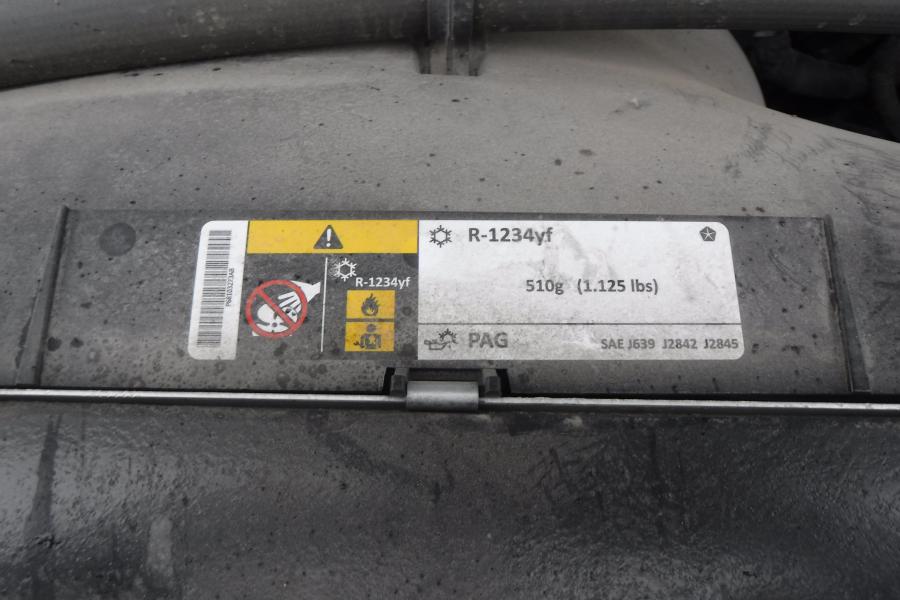 R-1234yf
R-1234yf
510g (1.125 lbs)
PAG
SAE J639 J2842 J2845